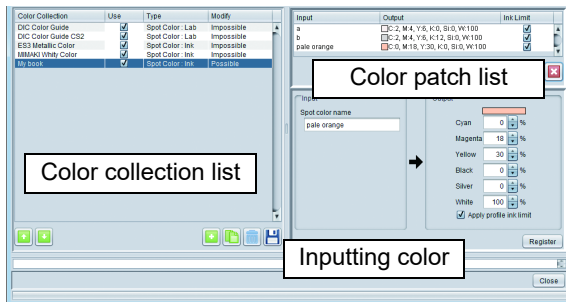 Color Collection Use Type Modify
DIC Color Guide Spot Color : Lab Impossible
DIC Color Guide CS2 Spot Color : Lab Impossible
ES3 Metallic Color Spot Color : Ink Impossible
MIMAKI Whity Color Spot Color : Ink Impossible
My book Spot Color : Ink Possible
Color collection list
Input Output Ink Limit
a C:2, M:4, Y:6, K:0, Si:0, W:100
b C:2, M:4, Y:6, K:12, Si:0, W:100
pale orange C:0, M:18, Y:30, K:0, Si:0, W:100
Color patch list
Input
Spot color name
pale orange
Output
Cyan 0 %
Magenta 18 %
Yellow 30 %
Black 0 %
Silver 0 %
White 100 %
Apply profile ink limit
Inputting color
Register
Close